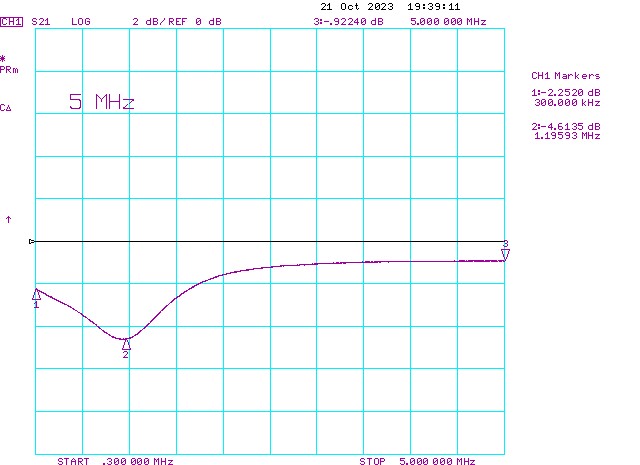 21 Oct 2023 19:39:11
CH1 S21 LOG 2 dB/REF 0 dB 3:-.92240 dB 5.000 000 MHz
*
PRm
CΔ
5 MHz
CH1 Markers
1:-2.2520 dB
300.000 kHz
2:-4.6135 dB
1.19593 MHz
↑
3
1
2
START .300 000 MHz STOP 5.000 000 MHz